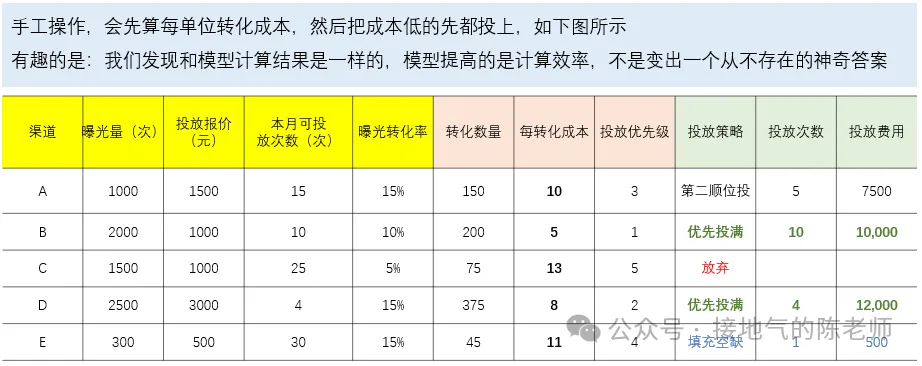 手工操作，会先算每单位转化成本，然后把成本低的先都投上，如下图所示
有趣的是：我们发现和模型计算结果是一样的，模型提高的是计算效率，不是变出一个从不存在的神奇答案
渠道 曝光量（次） 投放报价（元） 本月可投放次数（次） 曝光转化率 转化数量 每转化成本 投放优先级 投放策略 投放次数 投放费用
A 1000 1500 15 15% 150 10 3 第二顺位投 5 7500
B 2000 1000 10 10% 200 5 1 优先投满 10 10,000
C 1500 1000 25 5% 75 13 5 放弃
D 2500 3000 4 15% 375 8 2 优先投满 4 12,000
E 300 500 30 15% 45 11 4 填充空缺 1 500
公众号·接地气的陈老师